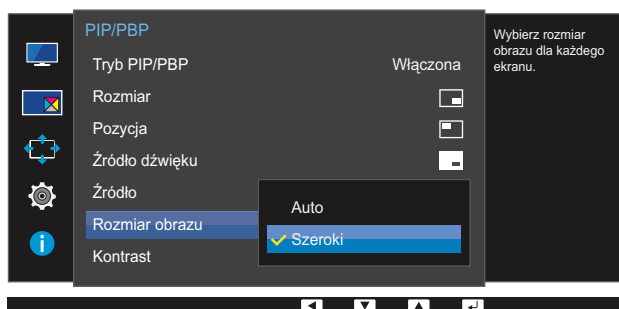 PIP/PBP
Tryb PIP/PBP Włączona
Rozmiar
Pozycja
Źródło dźwięku
Źródło
Rozmiar obrazu
Kontrast
Auto
Szeroki
Wybierz rozmiar
obrazu dla każdego
ekranu.